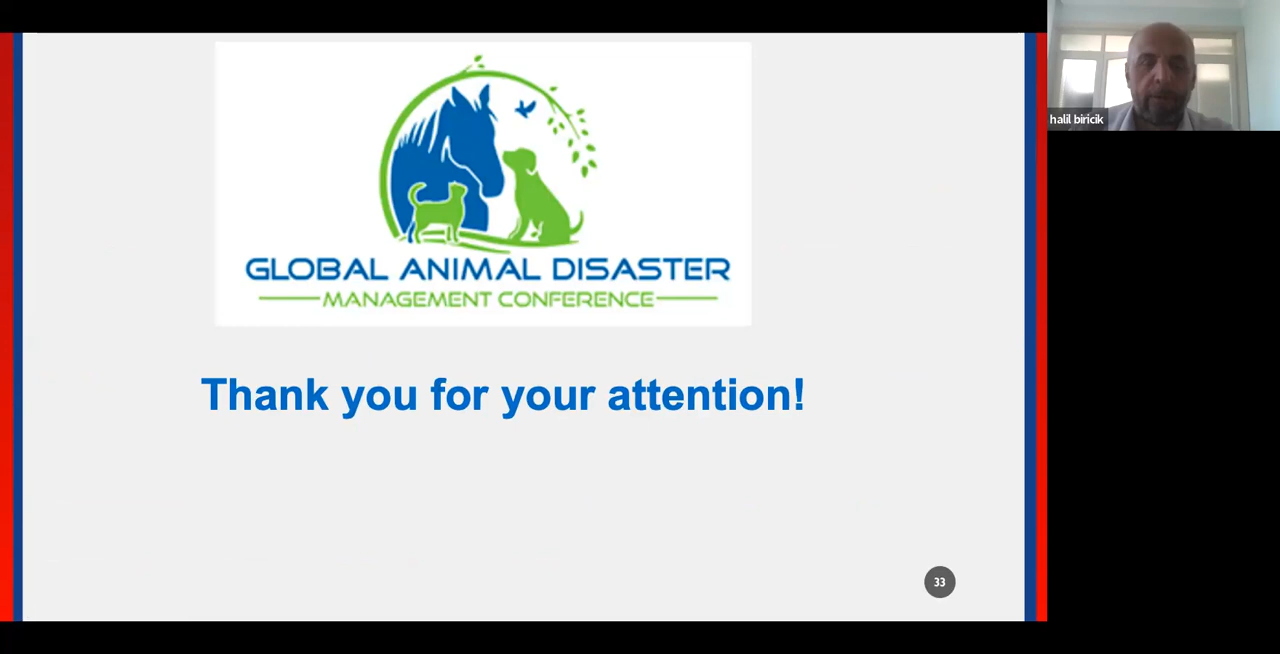 GLOBAL ANIMAL DISASTER
MANAGEMENT CONFERENCE
Thank you for your attention!
33
halil biricik